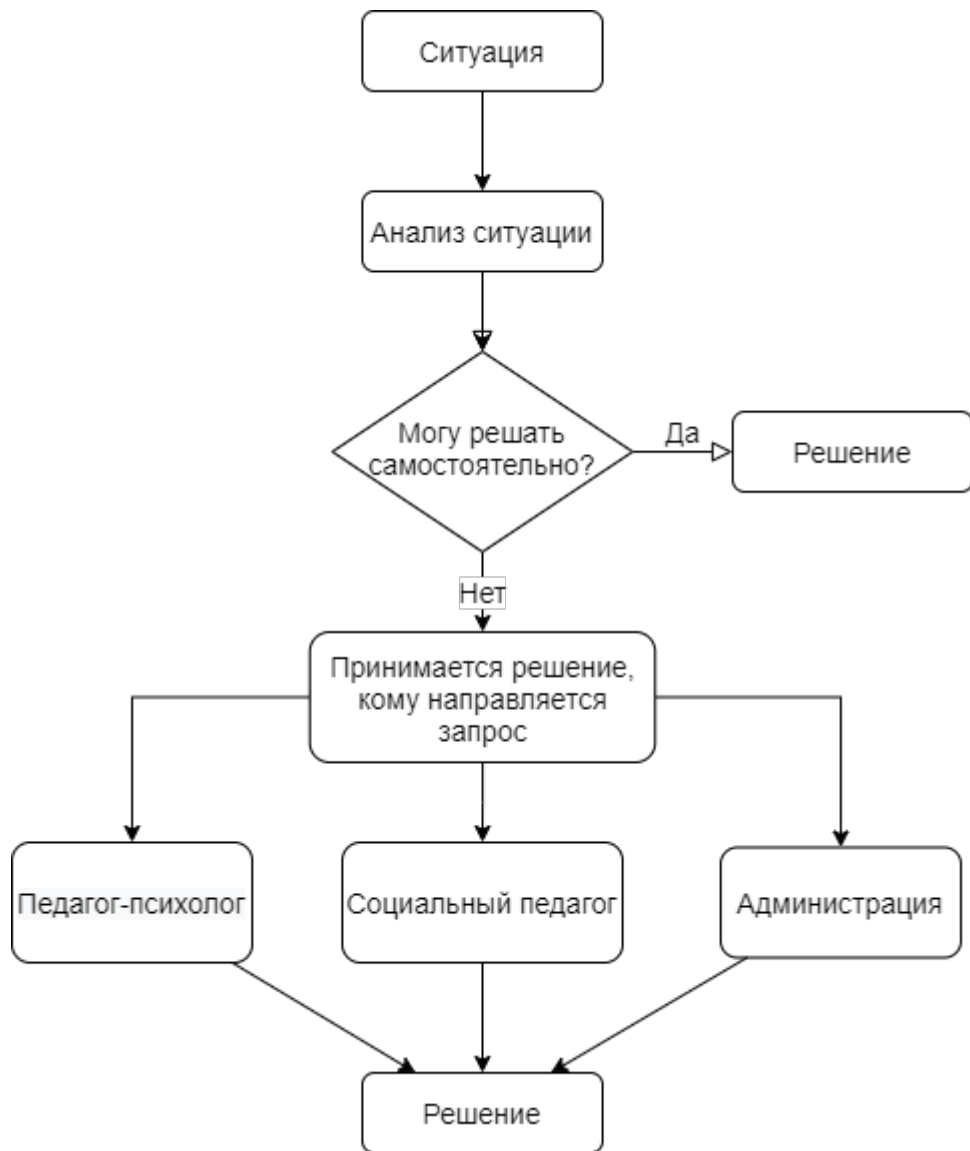 Ситуация
Анализ ситуации
Могу решать
самостоятельно?
Да
Решение
Нет
Принимается решение,
кому направляется
запрос
Педагог-психолог
Социальный педагог
Администрация
Решение